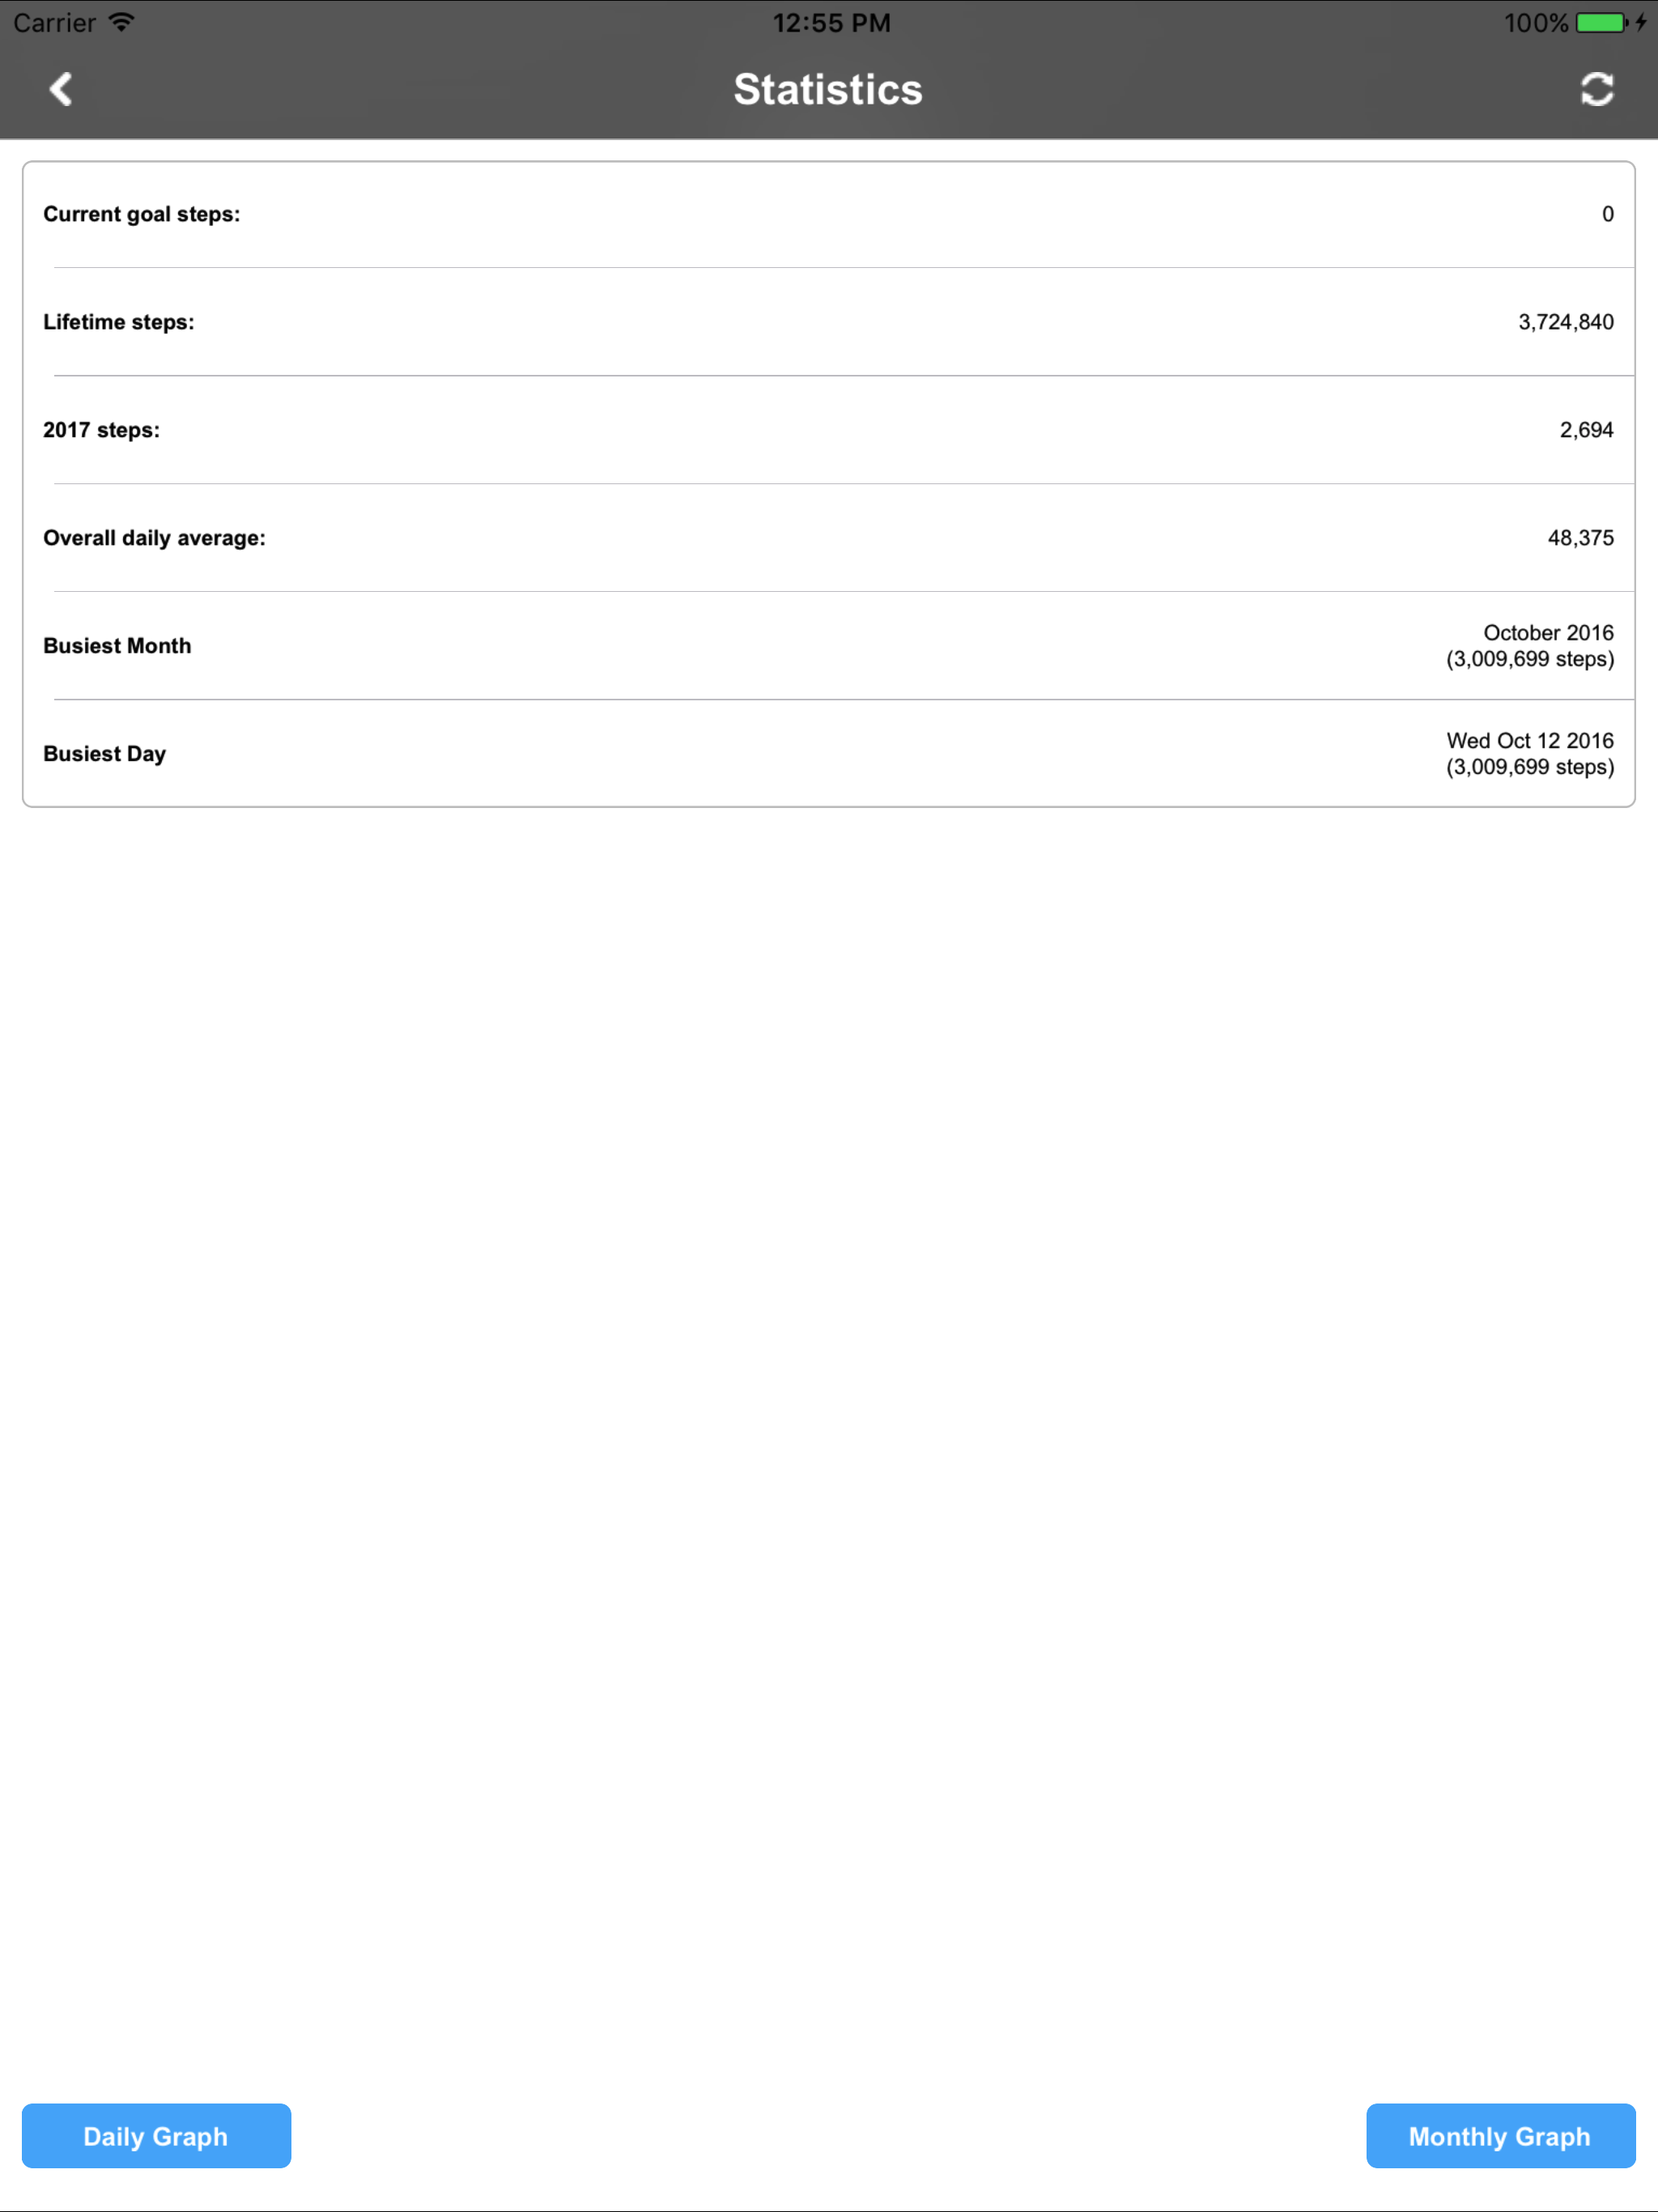 Carrier
12:55 PM
100%
Statistics
Current goal steps:
0
Lifetime steps:
3,724,840
2017 steps:
2,694
Overall daily average:
48,375
Busiest Month
October 2016
(3,009,699 steps)
Busiest Day
Wed Oct 12 2016
(3,009,699 steps)
Daily Graph
Monthly Graph